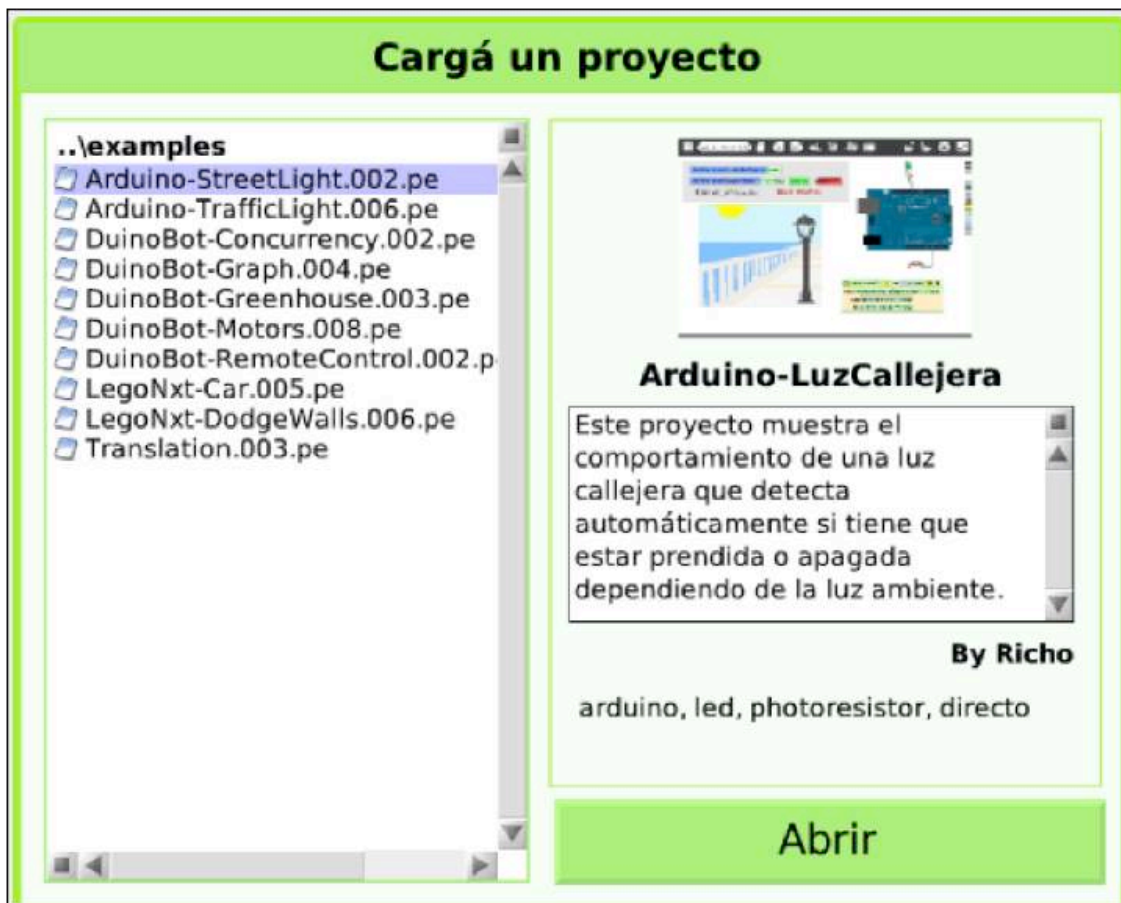 Cargá un proyecto
..\examples
Arduino-StreetLight.002.pe
Arduino-TrafficLight.006.pe
DuinoBot-Concurrency.002.pe
DuinoBot-Graph.004.pe
DuinoBot-Greenhouse.003.pe
DuinoBot-Motors.008.pe
DuinoBot-RemoteControl.002.p
LegoNxt-Car.005.pe
LegoNxt-DodgeWalls.006.pe
Translation.003.pe
Arduino-LuzCallejera
Este proyecto muestra el
comportamiento de una luz
callejera que detecta
automáticamente si tiene que
estar prendida o apagada
dependiendo de la luz ambiente.
By Richo
arduino, led, photoresistor, directo
Abrir